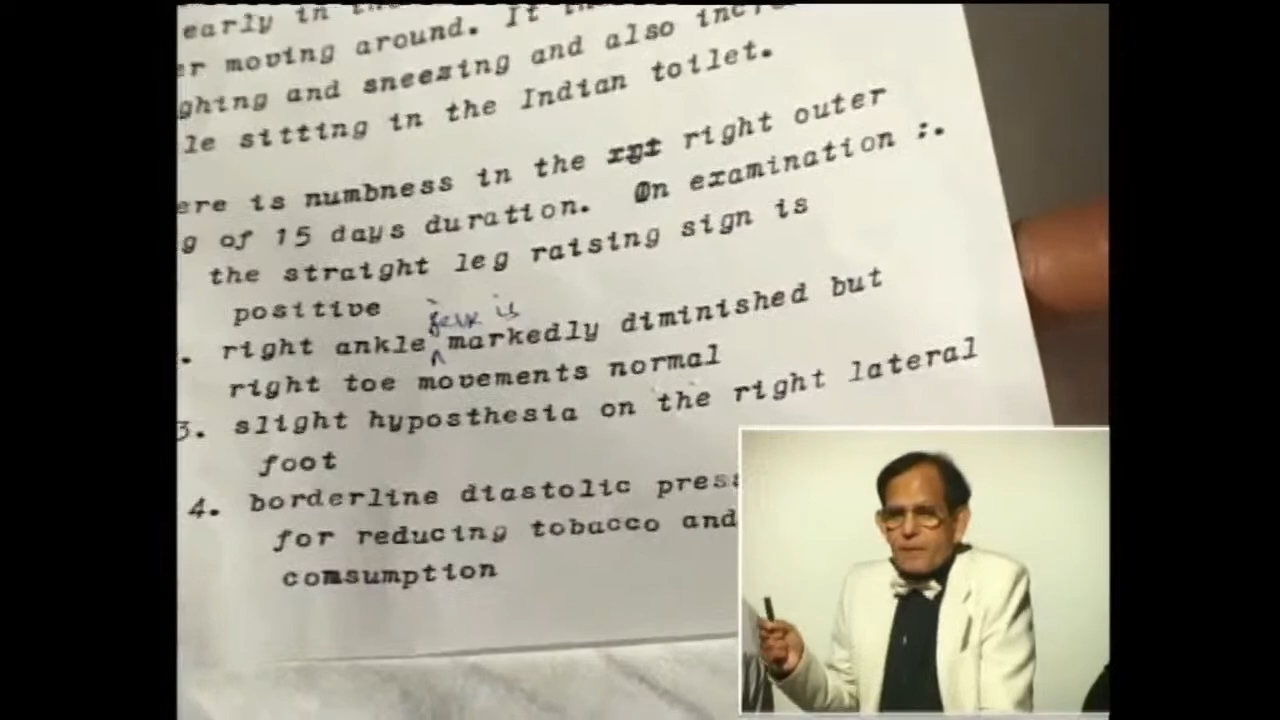 early in
er moving around. It
ghing and sneezing and also incre
le sitting in the Indian toilet.
ere is numbness in the xgt right outer
g of 15 days duration. On examination :.
the straight leg raising sign is
positive
jerk is
. right ankle markedly diminished but
right toe movements normal
3. slight hyposthesia on the right lateral
foot
4. borderline diastolic press
for reducing tobacco and
comsumption